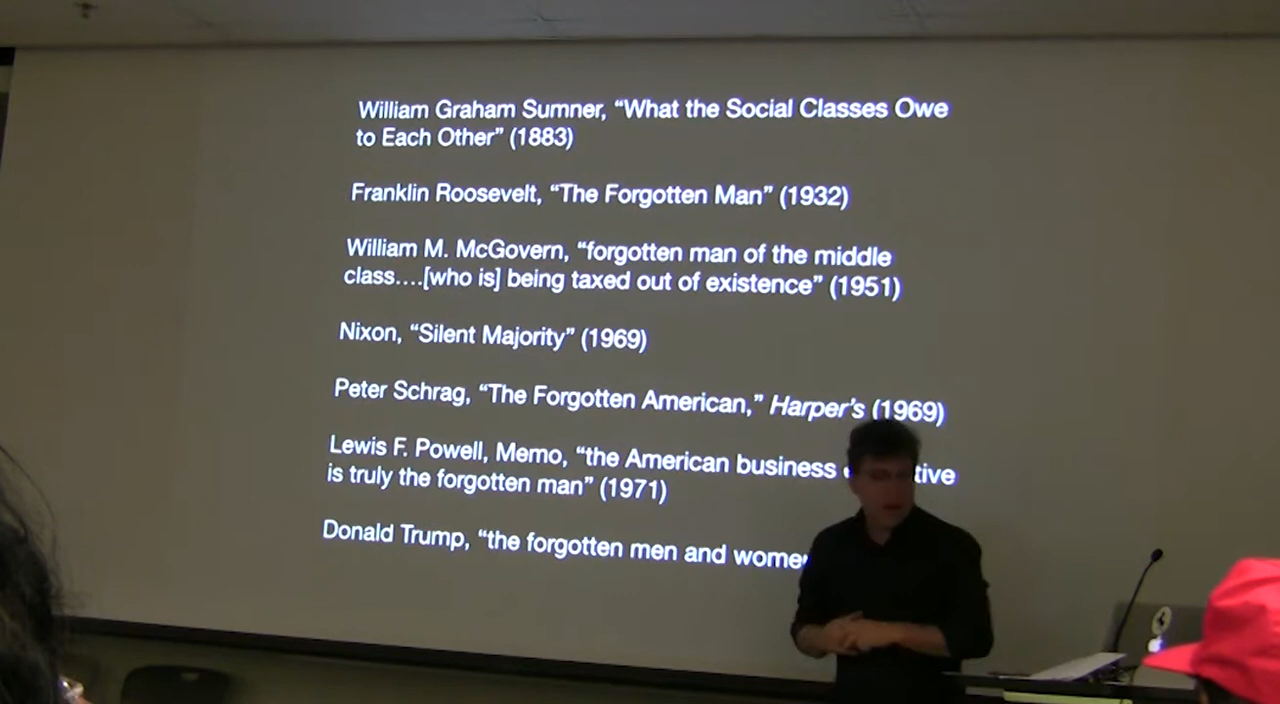 William Graham Sumner, “What the Social Classes Owe
to Each Other” (1883)
Franklin Roosevelt, “The Forgotten Man” (1932)
William M. McGovern, “forgotten man of the middle
class….[who is] being taxed out of existence” (1951)
Nixon, “Silent Majority” (1969)
Peter Schrag, “The Forgotten American,” Harper’s (1969)
Lewis F. Powell, Memo, “the American business tive
is truly the forgotten man” (1971)
Donald Trump, “the forgotten men and